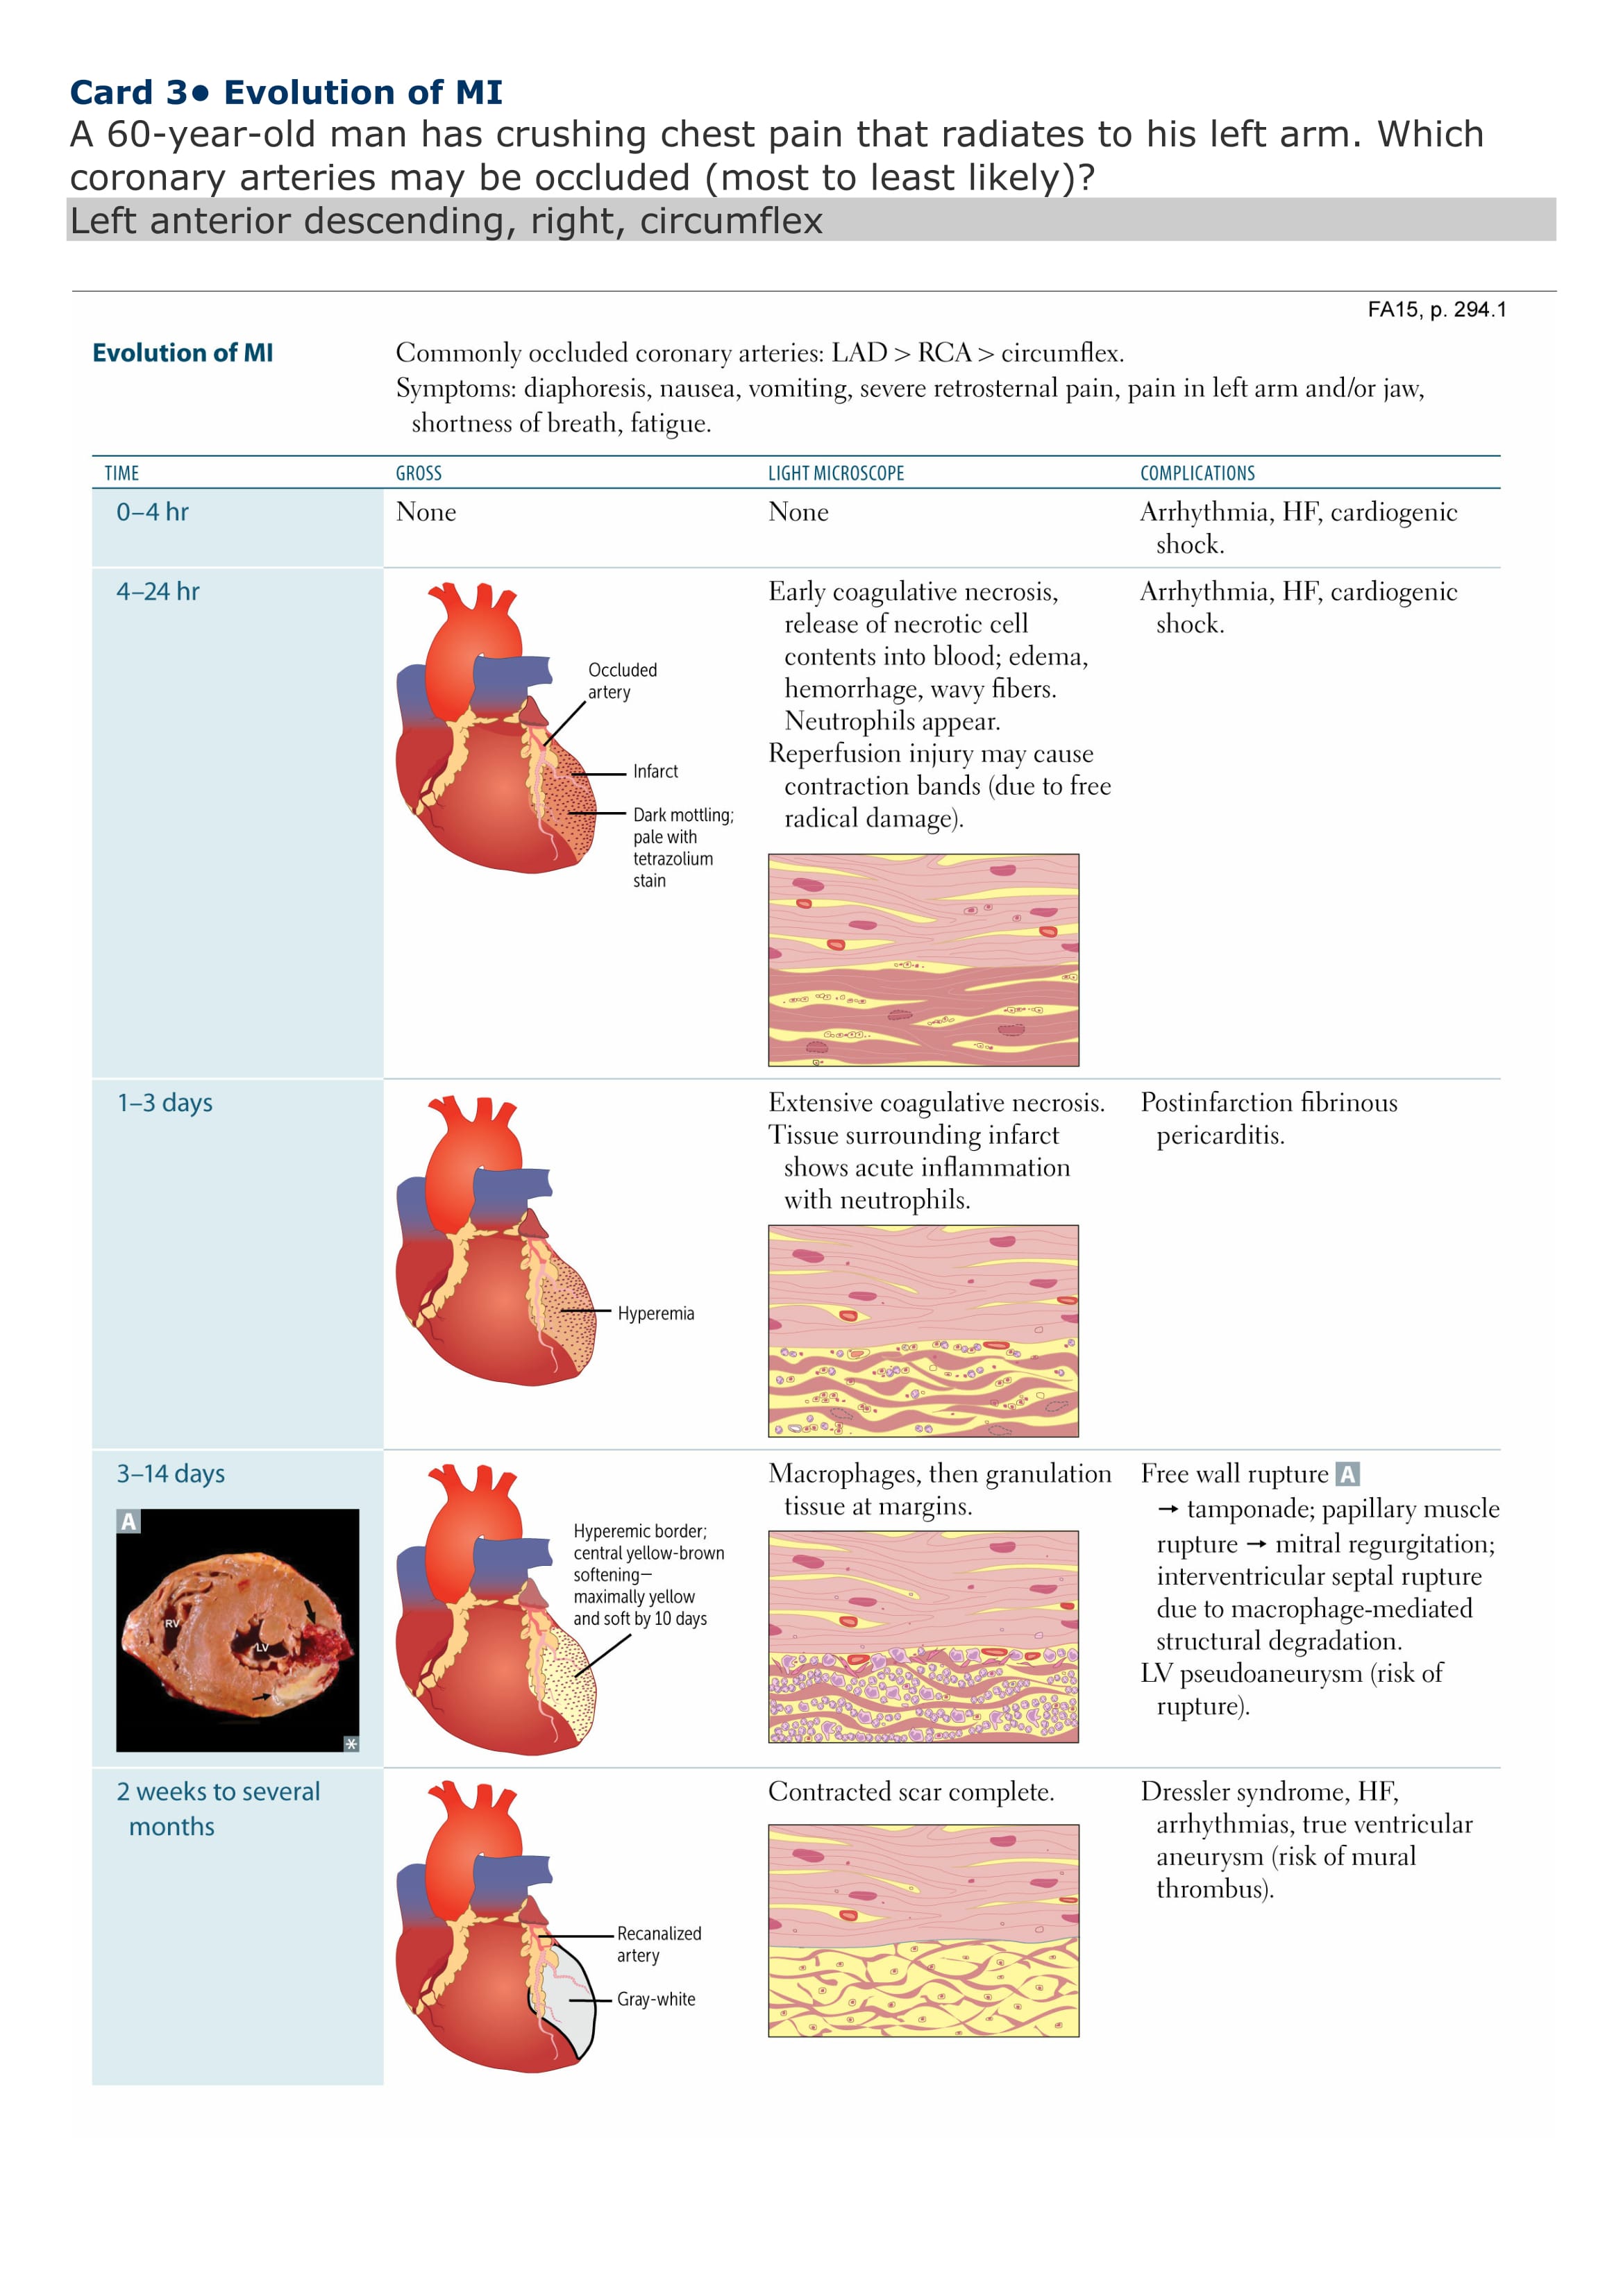 Card 3• Evolution of MI
A 60-year-old man has crushing chest pain that radiates to his left arm. Which
coronary arteries may be occluded (most to least likely)?
Left anterior descending, right, circumflex
FA15, p. 294.1
Evolution of MI
Commonly occluded coronary arteries: LAD > RCA > circumflex.
Symptoms: diaphoresis, nausea, vomiting, severe retrosternal pain, pain in left arm and/or jaw,
shortness of breath, fatigue.
TIME
GROSS
LIGHT MICROSCOPE
COMPLICATIONS
0–4 hr
None
None
Arrhythmia, HF, cardiogenic
shock.
4–24 hr
Occluded
artery
Infarct
Dark mottling;
pale with
tetrazolium
stain
Early coagulative necrosis,
release of necrotic cell
contents into blood; edema,
hemorrhage, wavy fibers.
Neutrophils appear.
Reperfusion injury may cause
contraction bands (due to free
radical damage).
Arrhythmia, HF, cardiogenic
shock.
1–3 days
Hyperemia
Extensive coagulative necrosis.
Tissue surrounding infarct
shows acute inflammation
with neutrophils.
Postinfarction fibrinous
pericarditis.
3–14 days
A
RV
LV
*
Hyperemic border;
central yellow-brown
softening—
maximally yellow
and soft by 10 days
Macrophages, then granulation
tissue at margins.
Free wall rupture A
→ tamponade; papillary muscle
rupture → mitral regurgitation;
interventricular septal rupture
due to macrophage-mediated
structural degradation.
LV pseudoaneurysm (risk of
rupture).
2 weeks to several
months
Recanalized
artery
Gray-white
Contracted scar complete.
Dressler syndrome, HF,
arrhythmias, true ventricular
aneurysm (risk of mural
thrombus).